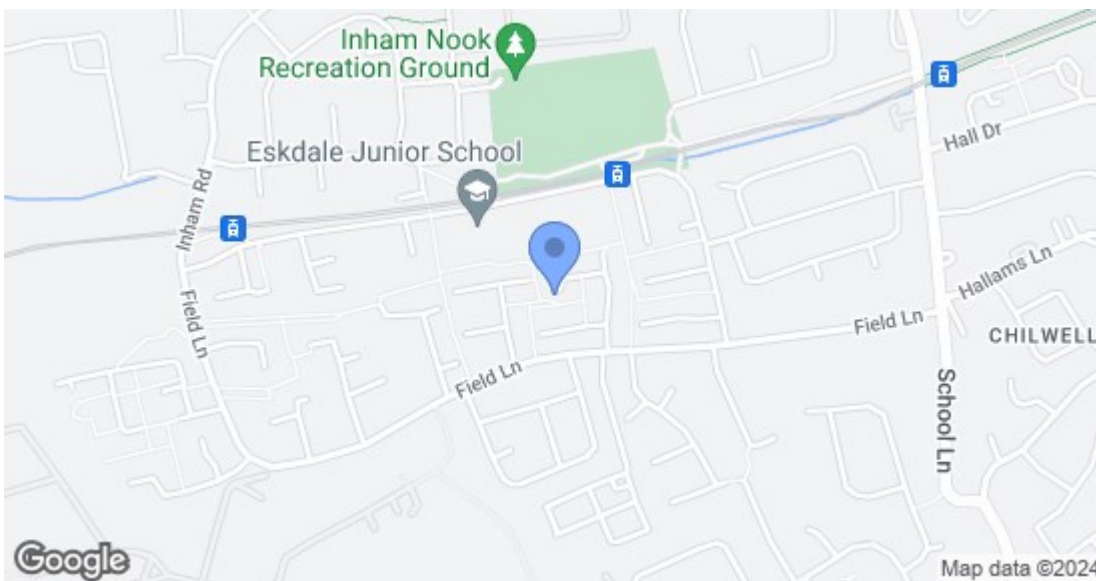 Inham Nook
Recreation Ground
Eskdale Junior School
Inham Rd
Field Ln
Field Ln
Field Ln
Hall Dr
Hallams Ln
CHILWELL
School Ln
Google
Map data ©2024